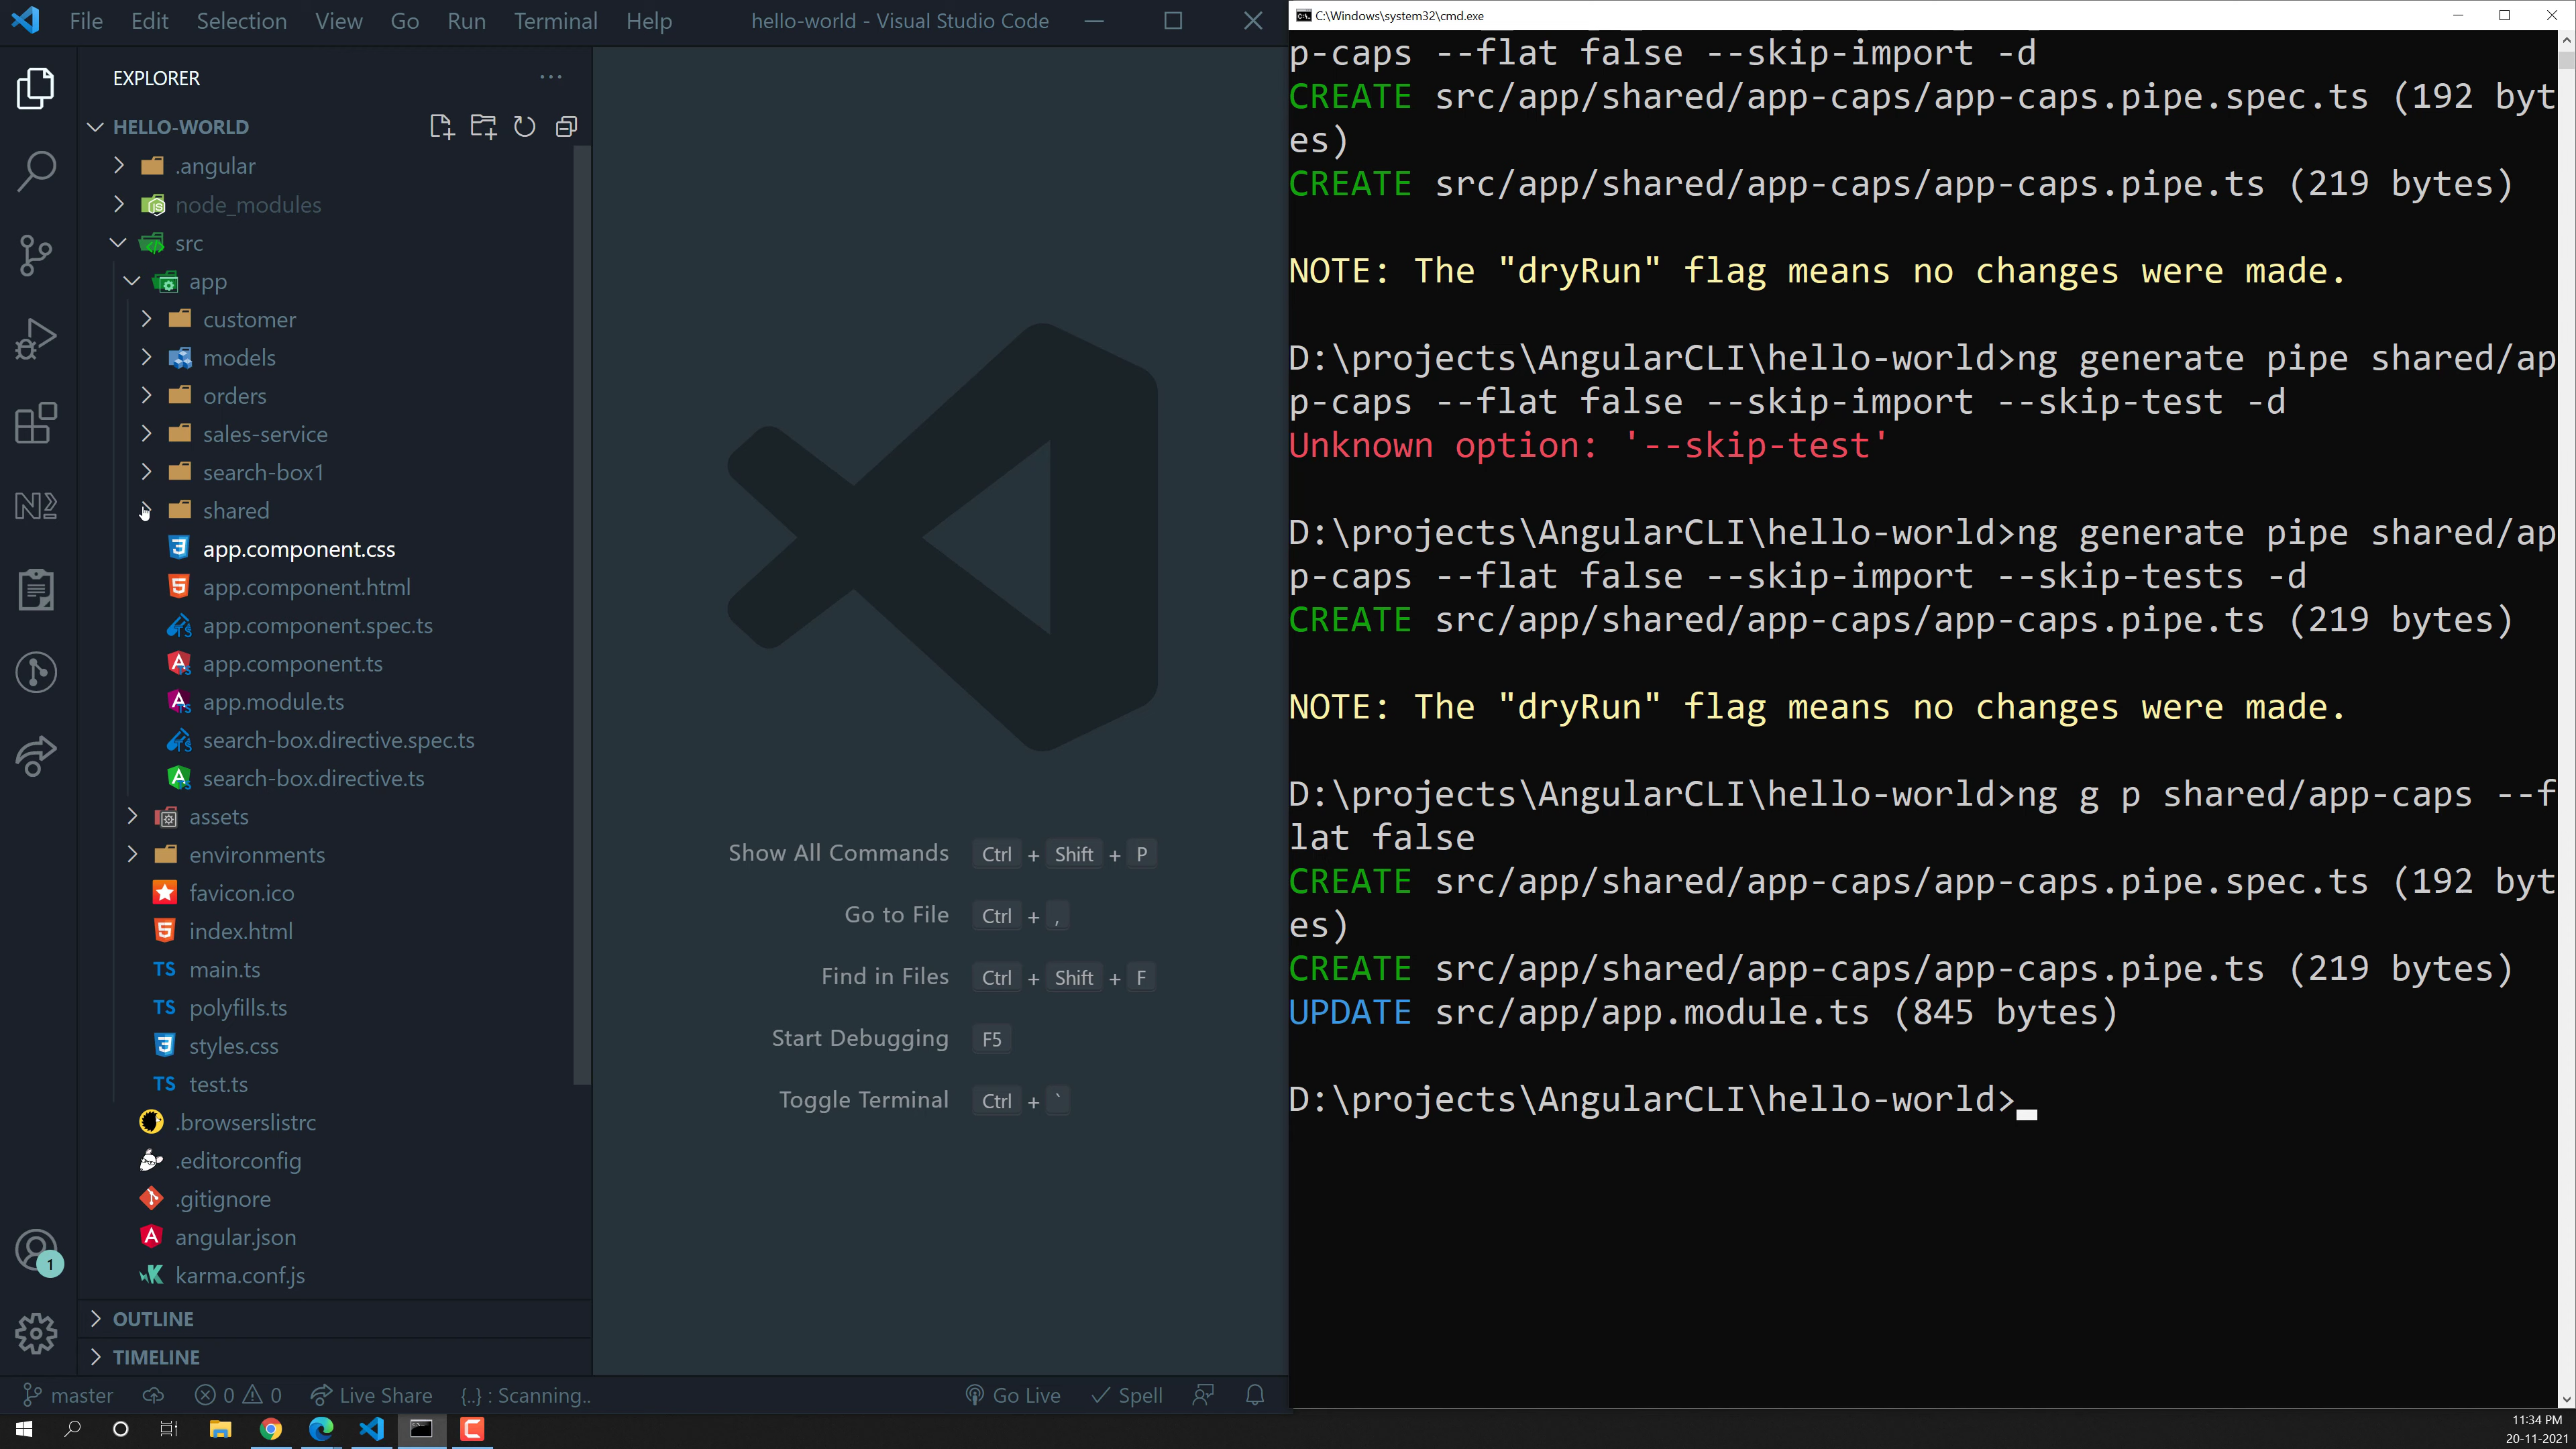 File Edit Selection View Go Run Terminal Help hello-world - Visual Studio Code
EXPLORER
HELLO-WORLD
.angular
node_modules
src
app
customer
models
orders
sales-service
search-box1
shared
app.component.css
app.component.html
app.component.spec.ts
app.component.ts
app.module.ts
search-box.directive.spec.ts
search-box.directive.ts
assets
environments
favicon.ico
index.html
TS main.ts
TS polyfills.ts
styles.css
TS test.ts
.browserslistrc
.editorconfig
.gitignore
angular.json
karma.conf.js
OUTLINE
TIMELINE
1
Show All Commands Ctrl + Shift + P
Go to File Ctrl + ,
Find in Files Ctrl + Shift + F
Start Debugging F5
Toggle Terminal Ctrl + `
master 0 0 Live Share {..} : Scanning.. Go Live Spell
C:\Windows\system32\cmd.exe
p-caps --flat false --skip-import -d
CREATE src/app/shared/app-caps/app-caps.pipe.spec.ts (192 byt
es)
CREATE src/app/shared/app-caps/app-caps.pipe.ts (219 bytes)
NOTE: The "dryRun" flag means no changes were made.
D:\projects\AngularCLI\hello-world>ng generate pipe shared/ap
p-caps --flat false --skip-import --skip-test -d
Unknown option: '--skip-test'
D:\projects\AngularCLI\hello-world>ng generate pipe shared/ap
p-caps --flat false --skip-import --skip-tests -d
CREATE src/app/shared/app-caps/app-caps.pipe.ts (219 bytes)
NOTE: The "dryRun" flag means no changes were made.
D:\projects\AngularCLI\hello-world>ng g p shared/app-caps --f
lat false
CREATE src/app/shared/app-caps/app-caps.pipe.spec.ts (192 byt
es)
CREATE src/app/shared/app-caps/app-caps.pipe.ts (219 bytes)
UPDATE src/app/app.module.ts (845 bytes)
D:\projects\AngularCLI\hello-world>
11:34 PM
20-11-2021